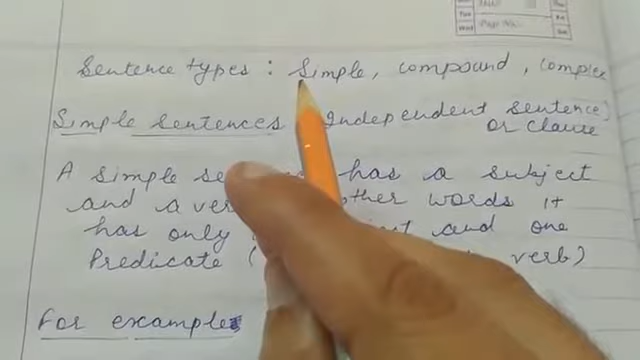 Sentence types : Simple, compound, complex
Simple sentences Independent sentence)
or clause
A simple has a subject
and a other words it
has only and one
Predicate ( verb)
For example